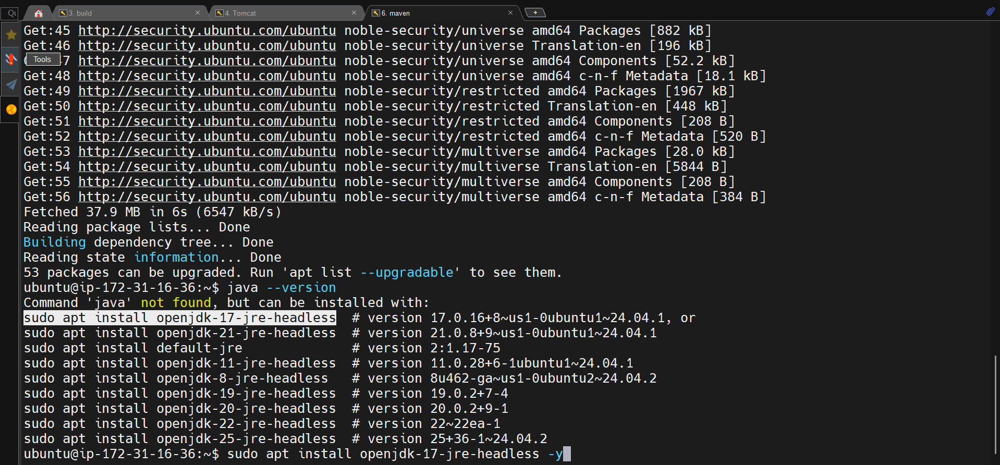 Qu
3. build
4. Tomcat
6. maven
Get:45 http://security.ubuntu.com/ubuntu noble-security/universe amd64 Packages [882 kB]
Get:46 http://security.ubuntu.com/ubuntu noble-security/universe Translation-en [196 kB]
Tools
7 http://security.ubuntu.com/ubuntu noble-security/universe amd64 Components [52.2 kB]
Get:48 http://security.ubuntu.com/ubuntu noble-security/universe amd64 c-n-f Metadata [18.1 kB]
Get:49 http://security.ubuntu.com/ubuntu noble-security/restricted amd64 Packages [1967 kB]
Get:50 http://security.ubuntu.com/ubuntu noble-security/restricted Translation-en [448 kB]
Get:51 http://security.ubuntu.com/ubuntu noble-security/restricted amd64 Components [208 B]
Get:52 http://security.ubuntu.com/ubuntu noble-security/restricted amd64 c-n-f Metadata [520 B]
Get:53 http://security.ubuntu.com/ubuntu noble-security/multiverse amd64 Packages [28.0 kB]
Get:54 http://security.ubuntu.com/ubuntu noble-security/multiverse Translation-en [5844 B]
Get:55 http://security.ubuntu.com/ubuntu noble-security/multiverse amd64 Components [208 B]
Get:56 http://security.ubuntu.com/ubuntu noble-security/multiverse amd64 c-n-f Metadata [384 B]
Fetched 37.9 MB in 6s (6547 kB/s)
Reading package lists... Done
Building dependency tree... Done
Reading state information... Done
53 packages can be upgraded. Run 'apt list --upgradable' to see them.
ubuntu@ip-172-31-16-36:~$ java --version
Command 'java' not found, but can be installed with:
sudo apt install openjdk-17-jre-headless  # version 17.0.16+8~us1-0ubuntu1~24.04.1, or
sudo apt install openjdk-21-jre-headless  # version 21.0.8+9~us1-0ubuntu1~24.04.1
sudo apt install default-jre              # version 2:1.17-75
sudo apt install openjdk-11-jre-headless  # version 11.0.28+6-1ubuntu1~24.04.1
sudo apt install openjdk-8-jre-headless   # version 8u462-ga~us1-0ubuntu2~24.04.2
sudo apt install openjdk-19-jre-headless  # version 19.0.2+7-4
sudo apt install openjdk-20-jre-headless  # version 20.0.2+9-1
sudo apt install openjdk-22-jre-headless  # version 22~22ea-1
sudo apt install openjdk-25-jre-headless  # version 25+36-1~24.04.2
ubuntu@ip-172-31-16-36:~$ sudo apt install openjdk-17-jre-headless -y